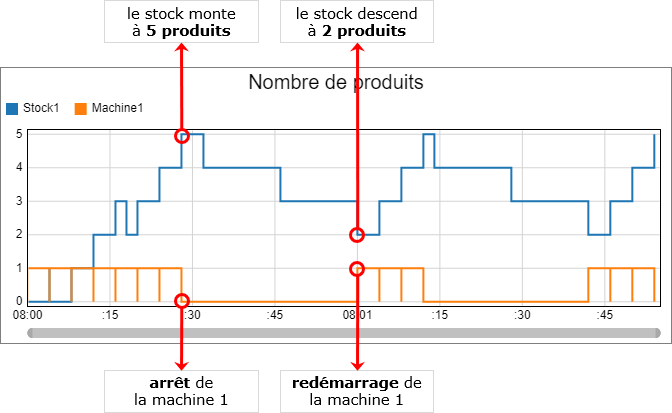 le stock monte
à 5 produits
le stock descend
à 2 produits
Nombre de produits
Stock1
Machine1
5
4
3
2
1
0
08:00
:15
:30
:45
08:01
:15
:30
:45
arrêt de
la machine 1
redémarrage de
la machine 1